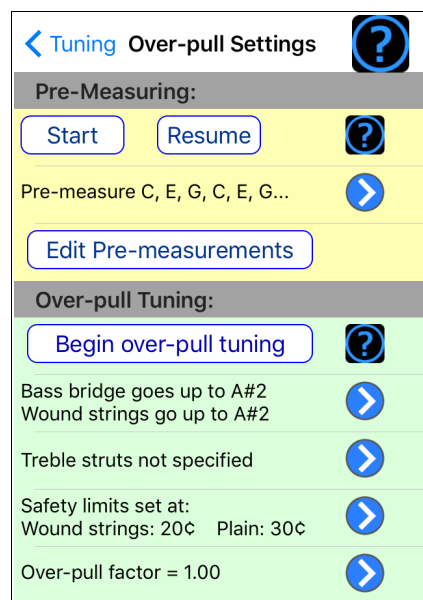 Tuning Over-pull Settings ?
Pre-Measuring:
Start Resume ?
Pre-measure C, E, G, C, E, G...
Edit Pre-measurements
Over-pull Tuning:
Begin over-pull tuning ?
Bass bridge goes up to A#2
Wound strings go up to A#2
Treble struts not specified
Safety limits set at:
Wound strings: 20¢ Plain: 30¢
Over-pull factor = 1.00